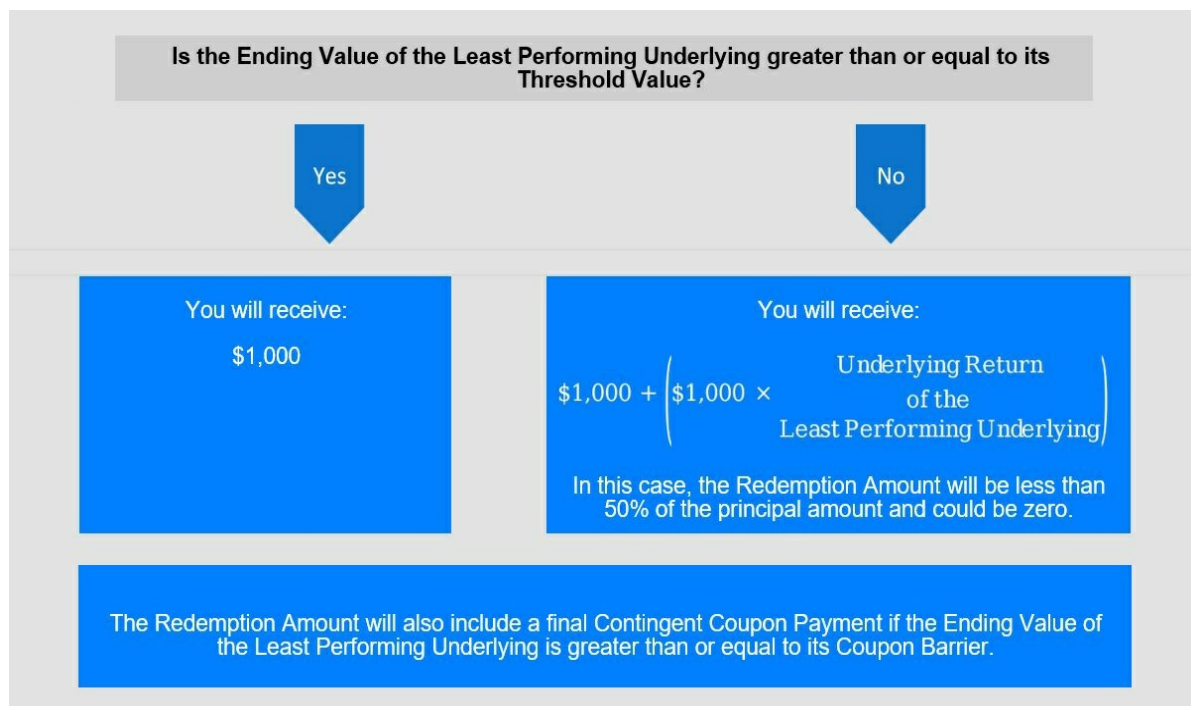 Is the Ending Value of the Least Performing Underlying greater than or equal to its
Threshold Value?
Yes
No
You will receive:
$1,000
You will receive:
$1,000 + ($1,000 × Underlying Return
of the
Least Performing Underlying)
In this case, the Redemption Amount will be less than
50% of the principal amount and could be zero.
The Redemption Amount will also include a final Contingent Coupon Payment if the Ending Value of
the Least Performing Underlying is greater than or equal to its Coupon Barrier.